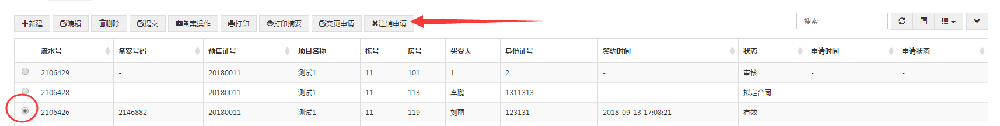 新建 编辑 删除 提交 备案操作 打印 打印摘要 变更申请 注销申请 搜索
流水号 备案号码 预售证号 项目名称 栋号 房号 买受人 身份证号 签约时间 状态 申请时间 申请状态
2106429 - 20180011 测试1 11 101 1 2 - 审核 - -
2106428 - 20180011 测试1 11 113 李鹏 1311313 - 拟定合同 - -
2106426 2146882 20180011 测试1 11 119 刘丽 123131 2018-09-13 17:08:21 有效 - -